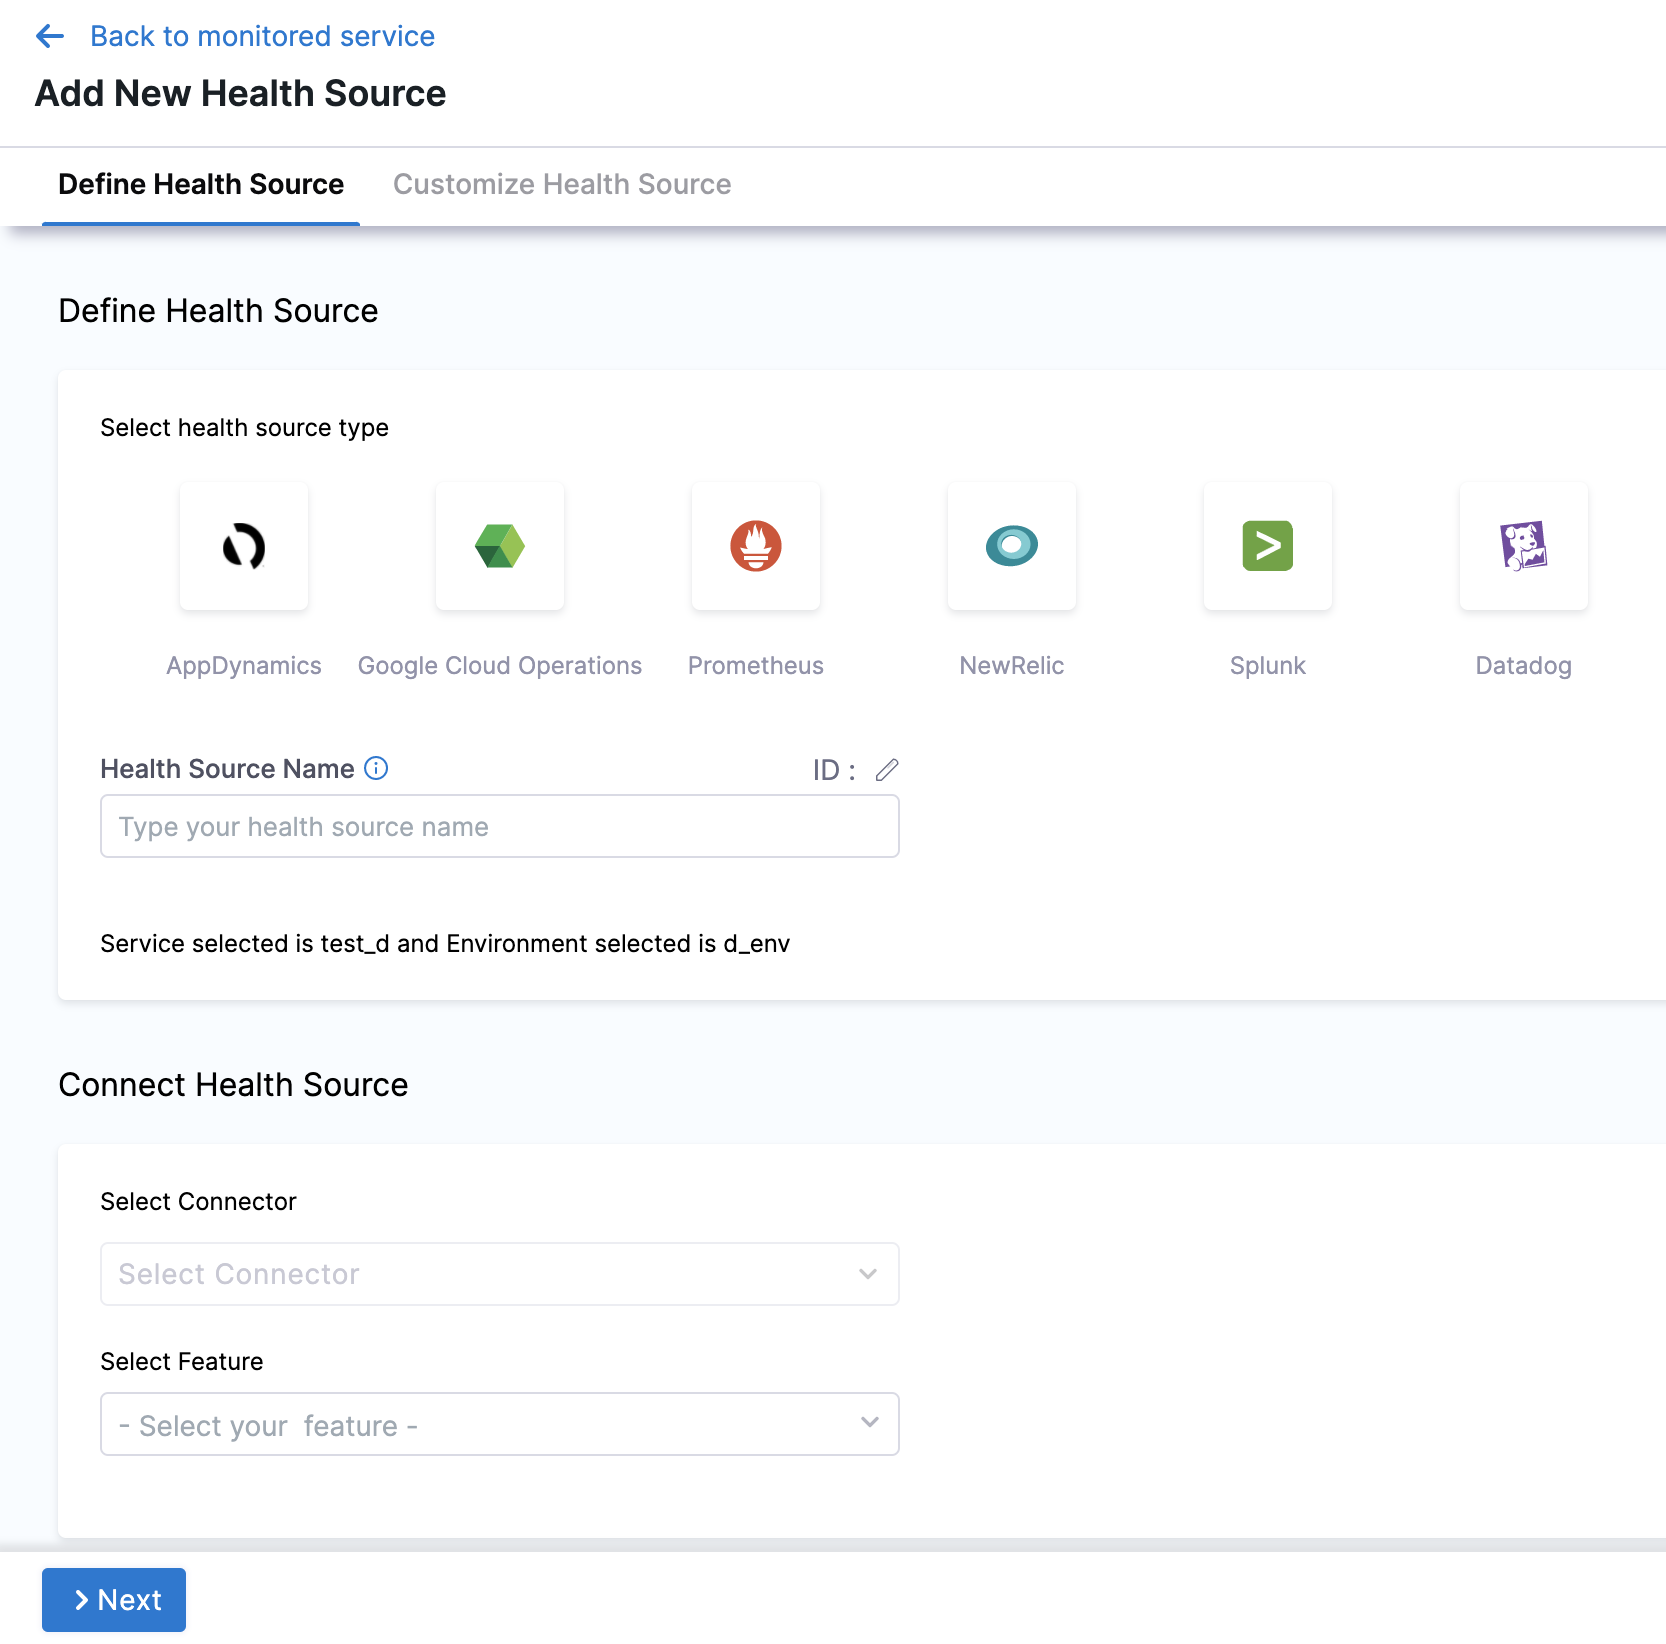 Back to monitored service
Add New Health Source
Define Health Source
Customize Health Source
Define Health Source
Select health source type
AppDynamics
Google Cloud Operations
Prometheus
NewRelic
Splunk
Datadog
Health Source Name
ID :
Type your health source name
Service selected is test_d and Environment selected is d_env
Connect Health Source
Select Connector
Select Connector
Select Feature
- Select your  feature -
Next